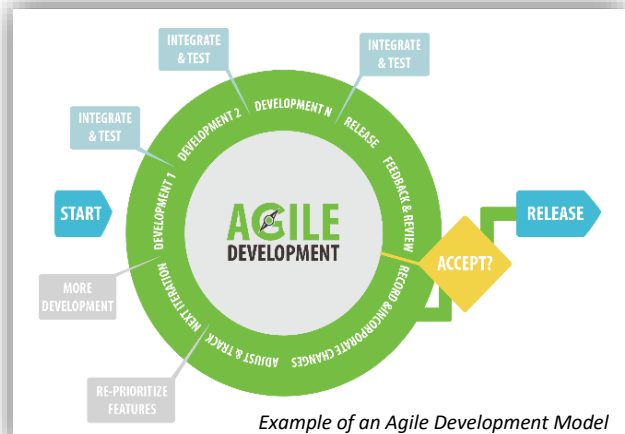 INTEGRATE
& TEST
INTEGRATE
& TEST
INTEGRATE
& TEST
START
DEVELOPMENT 1
DEVELOPMENT 2
DEVELOPMENT N
RELEASE
FEEDBACK & REVIEW
ACCEPT?
RELEASE
RECORD &INCORPORATE CHANGES
ADJUST & TRACK
NEXT ITERATION
MORE
DEVELOPMENT
RE-PRIORITIZE
FEATURES
AGILE
DEVELOPMENT
Example of an Agile Development Model